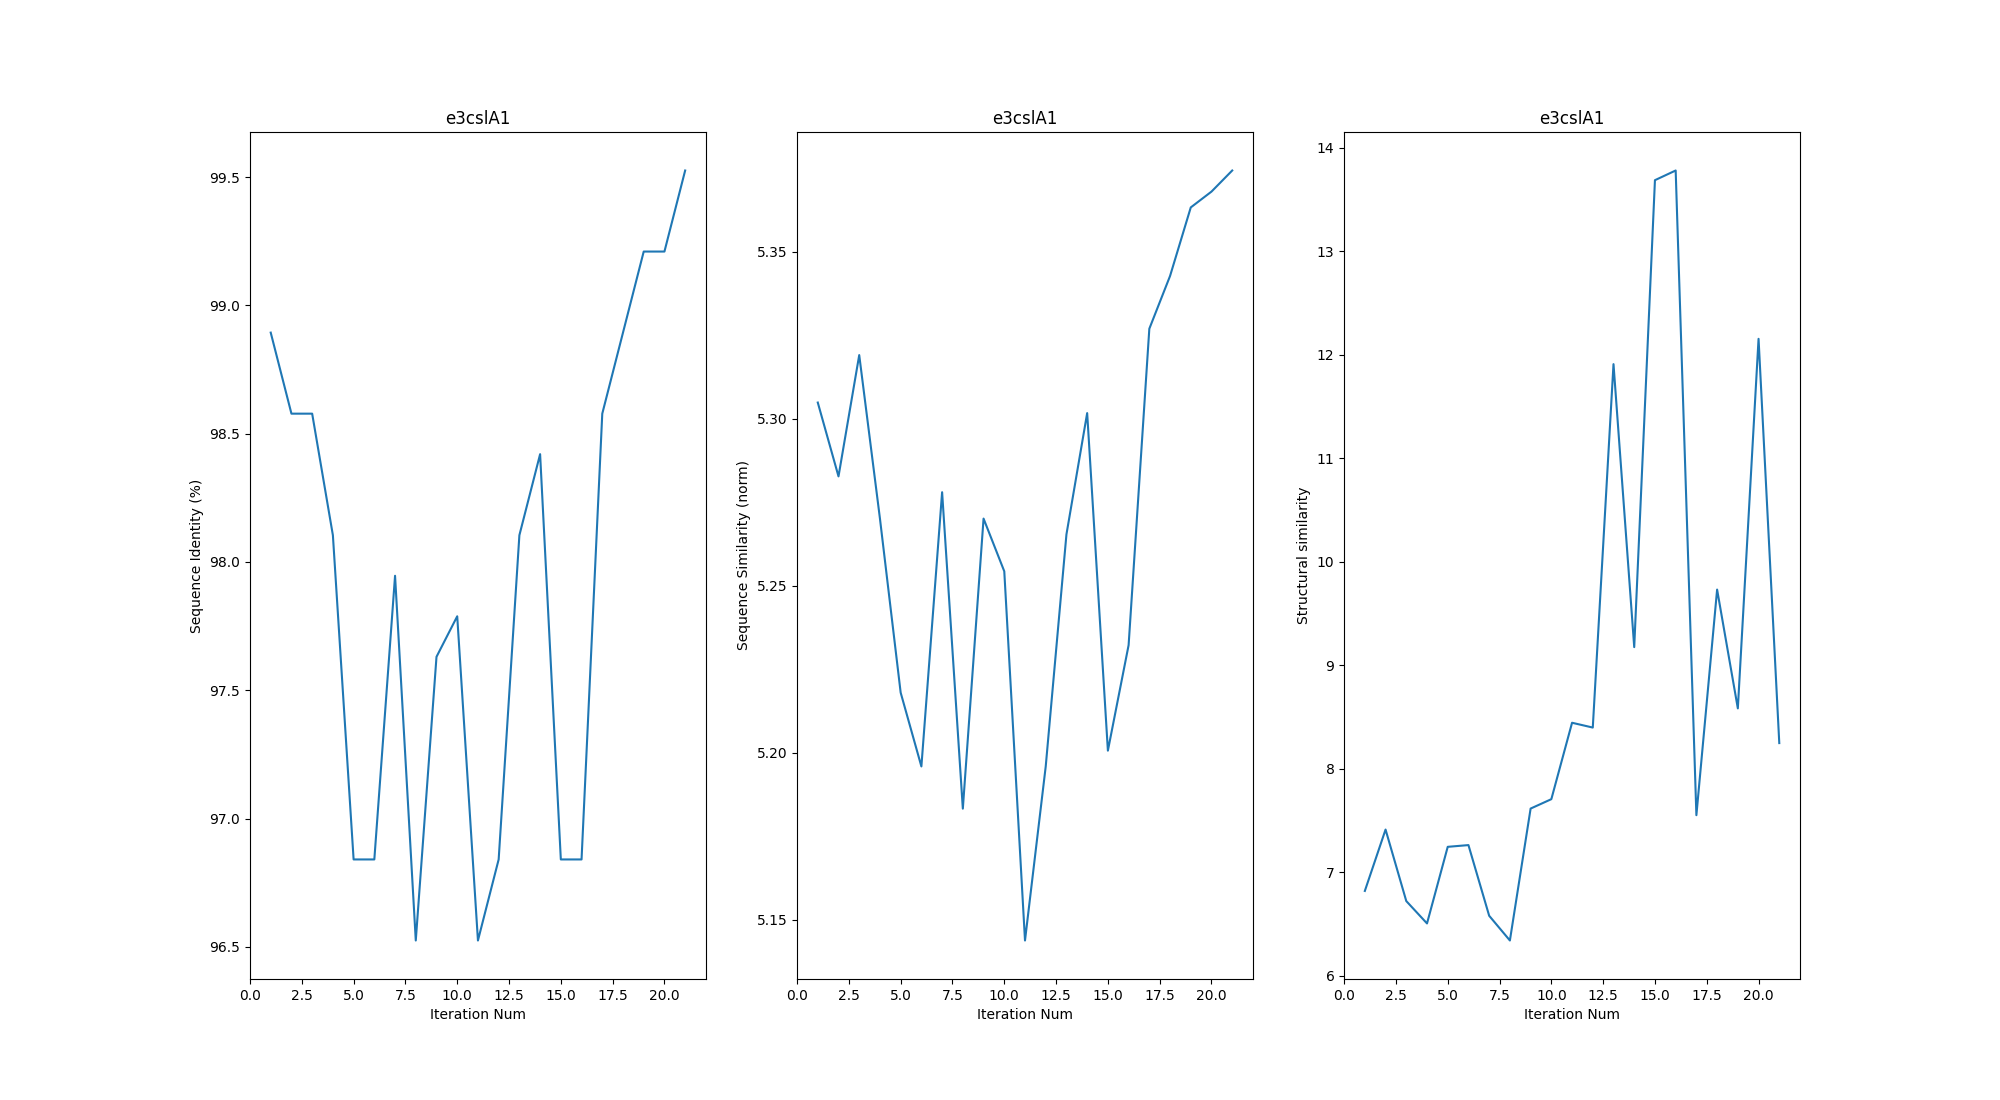 e3cslA1
99.5
99.0
98.5
98.0
97.5
97.0
96.5
Sequence Identity (%)
0.0 2.5 5.0 7.5 10.0 12.5 15.0 17.5 20.0
Iteration Num
e3cslA1
5.35
5.30
5.25
5.20
5.15
Sequence Similarity (norm)
0.0 2.5 5.0 7.5 10.0 12.5 15.0 17.5 20.0
Iteration Num
e3cslA1
14
13
12
11
10
9
8
7
6
Structural similarity
0.0 2.5 5.0 7.5 10.0 12.5 15.0 17.5 20.0
Iteration Num